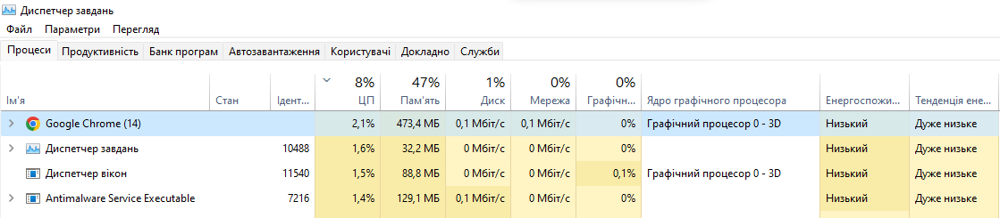 Диспетчер завдань
Файл Параметри Перегляд
Процеси Продуктивність Банк програм Автозавантаження Користувачі Докладно Служби
8% 47% 1% 0% 0%
Ім'я Стан Ідент... ЦП Пам'ять Диск Мережа Графічн... Ядро графічного процесора Енергоспожи... Тенденція ене...
Google Chrome (14) 2,1% 473,4 МБ 0,1 Мбіт/с 0,1 Мбіт/с 0% Графічний процесор 0 - 3D Низький Дуже низьке
Диспетчер завдань 10488 1,6% 32,2 МБ 0 Мбіт/с 0 Мбіт/с 0% Низький Дуже низьке
Диспетчер вікон 11540 1,5% 88,8 МБ 0 Мбіт/с 0 Мбіт/с 0,1% Графічний процесор 0 - 3D Низький Дуже низьке
Antimalware Service Executable 7216 1,4% 129,1 МБ 0,1 Мбіт/с 0 Мбіт/с 0% Низький Дуже низьке